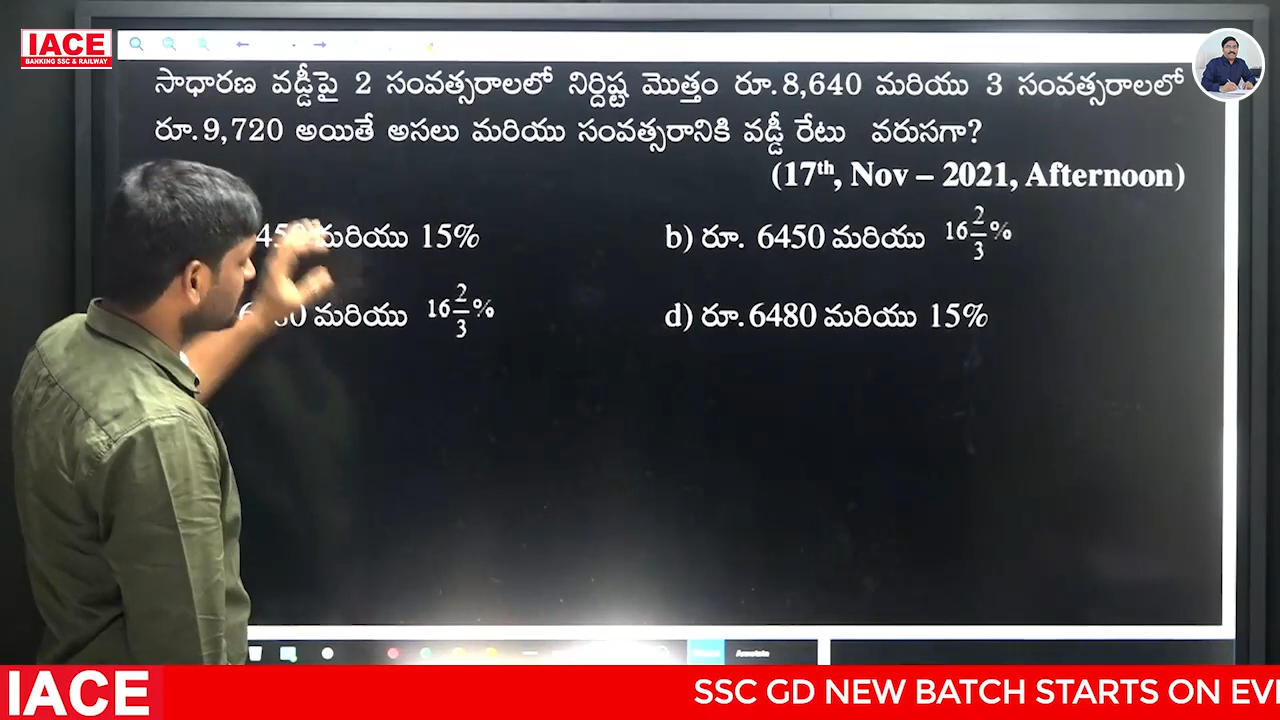 IACE
BANKING SSC & RAILWAY
సాధారణ వడ్డీపై 2 సంవత్సరాలలో నిర్దిష్ట మొత్తం రూ.8,640 మరియు 3 సంవత్సరాలలో
రూ.9,720 అయితే అసలు మరియు సంవత్సరానికి వడ్డీ రేటు వరుసగా?
(17th, Nov – 2021, Afternoon)
మరియు 15% b) రూ. 6450 మరియు 16 2/3 %
మరియు 16 2/3 % d) రూ.6480 మరియు 15%
IACE
SSC GD NEW BATCH STARTS ON